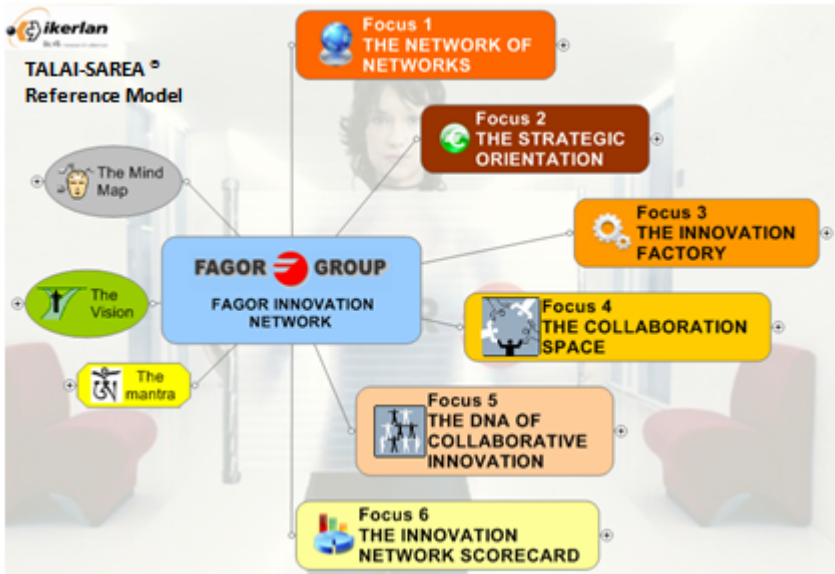 ikerlan
TALAI-SAREA ®
Reference Model
Focus 1
THE NETWORK OF
NETWORKS
Focus 2
THE STRATEGIC
ORIENTATION
The Mind
Map
Focus 3
THE INNOVATION
FACTORY
FAGOR GROUP
FAGOR INNOVATION
NETWORK
The
Vision
Focus 4
THE COLLABORATION
SPACE
The
mantra
Focus 5
THE DNA OF
COLLABORATIVE
INNOVATION
Focus 6
THE INNOVATION
NETWORK SCORECARD